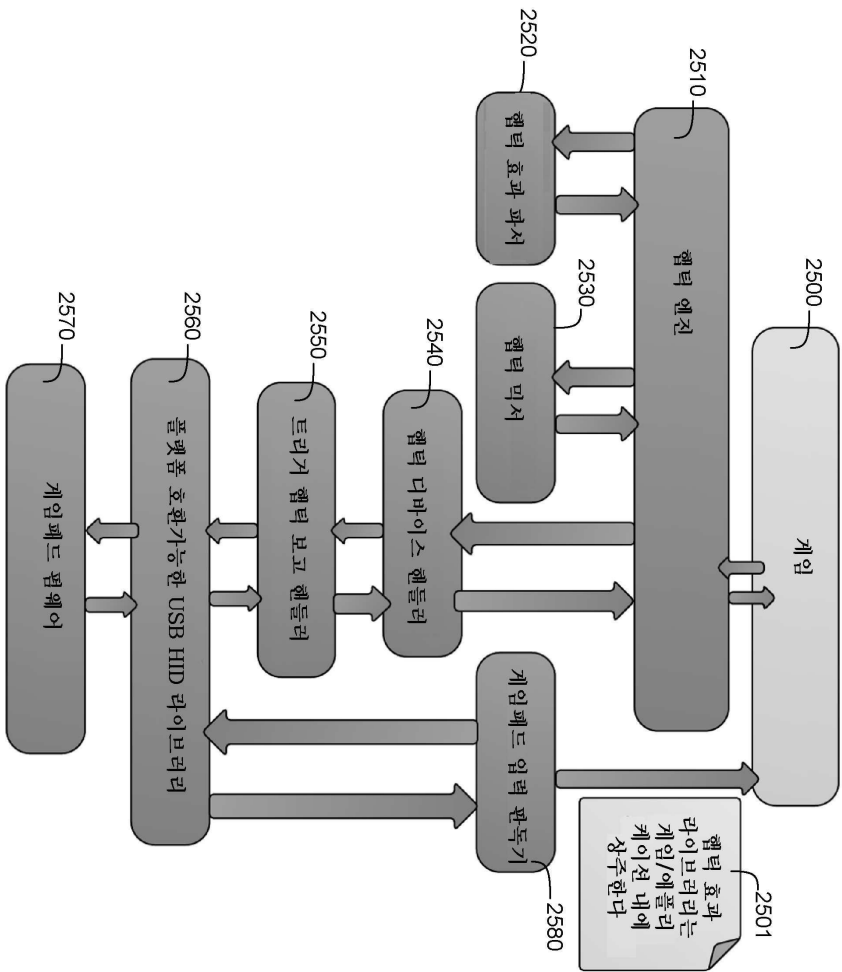 2500
게임
2501
햅틱 효과
라이브러리는
게임/애플리
케이션 내에
상주한다
2510
햅틱 엔진
2520
햅틱 효과 파서
2530
햅틱 믹서
2540
햅틱 디바이스 핸들러
2580
게임패드 입력 판독기
2550
트리거 햅틱 보고 핸들러
2560
플랫폼 호환가능한 USB HID 라이브러리
2570
게임패드 펌웨어